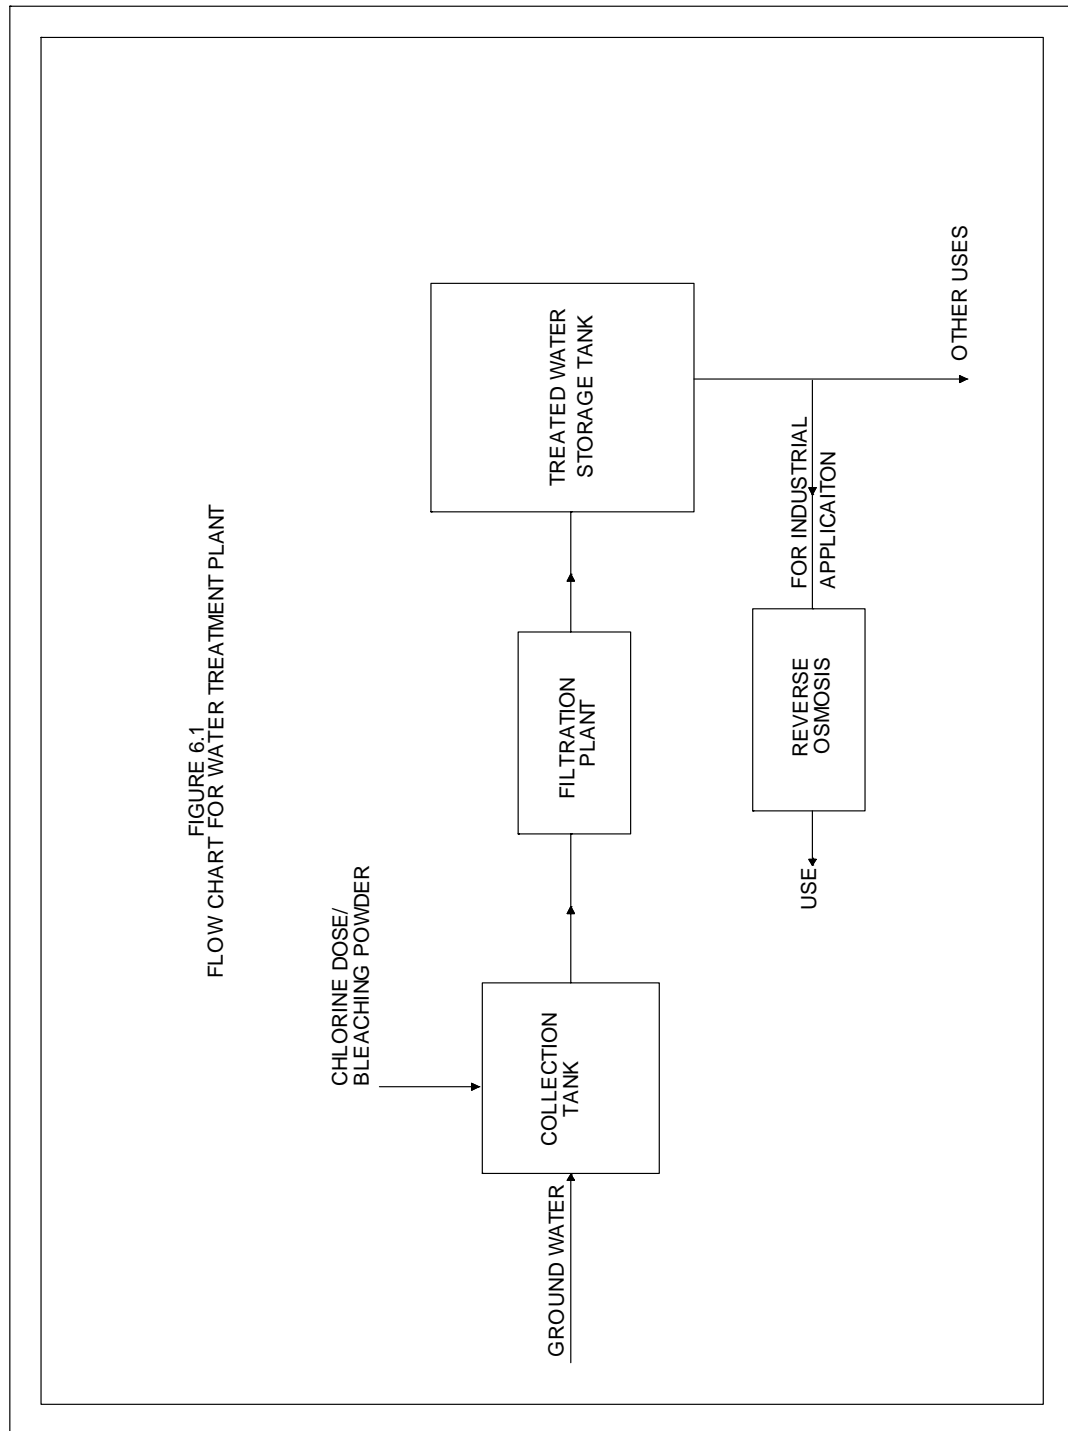 FIGURE 6.1
FLOW CHART FOR WATER TREATMENT PLANT
CHLORINE DOSE/
BLEACHING POWDER
GROUND WATER
COLLECTION
TANK
FILTRATION
PLANT
TREATED WATER
STORAGE TANK
FOR INDUSTRIAL
APPLICAITON
REVERSE
OSMOSIS
USE
OTHER USES